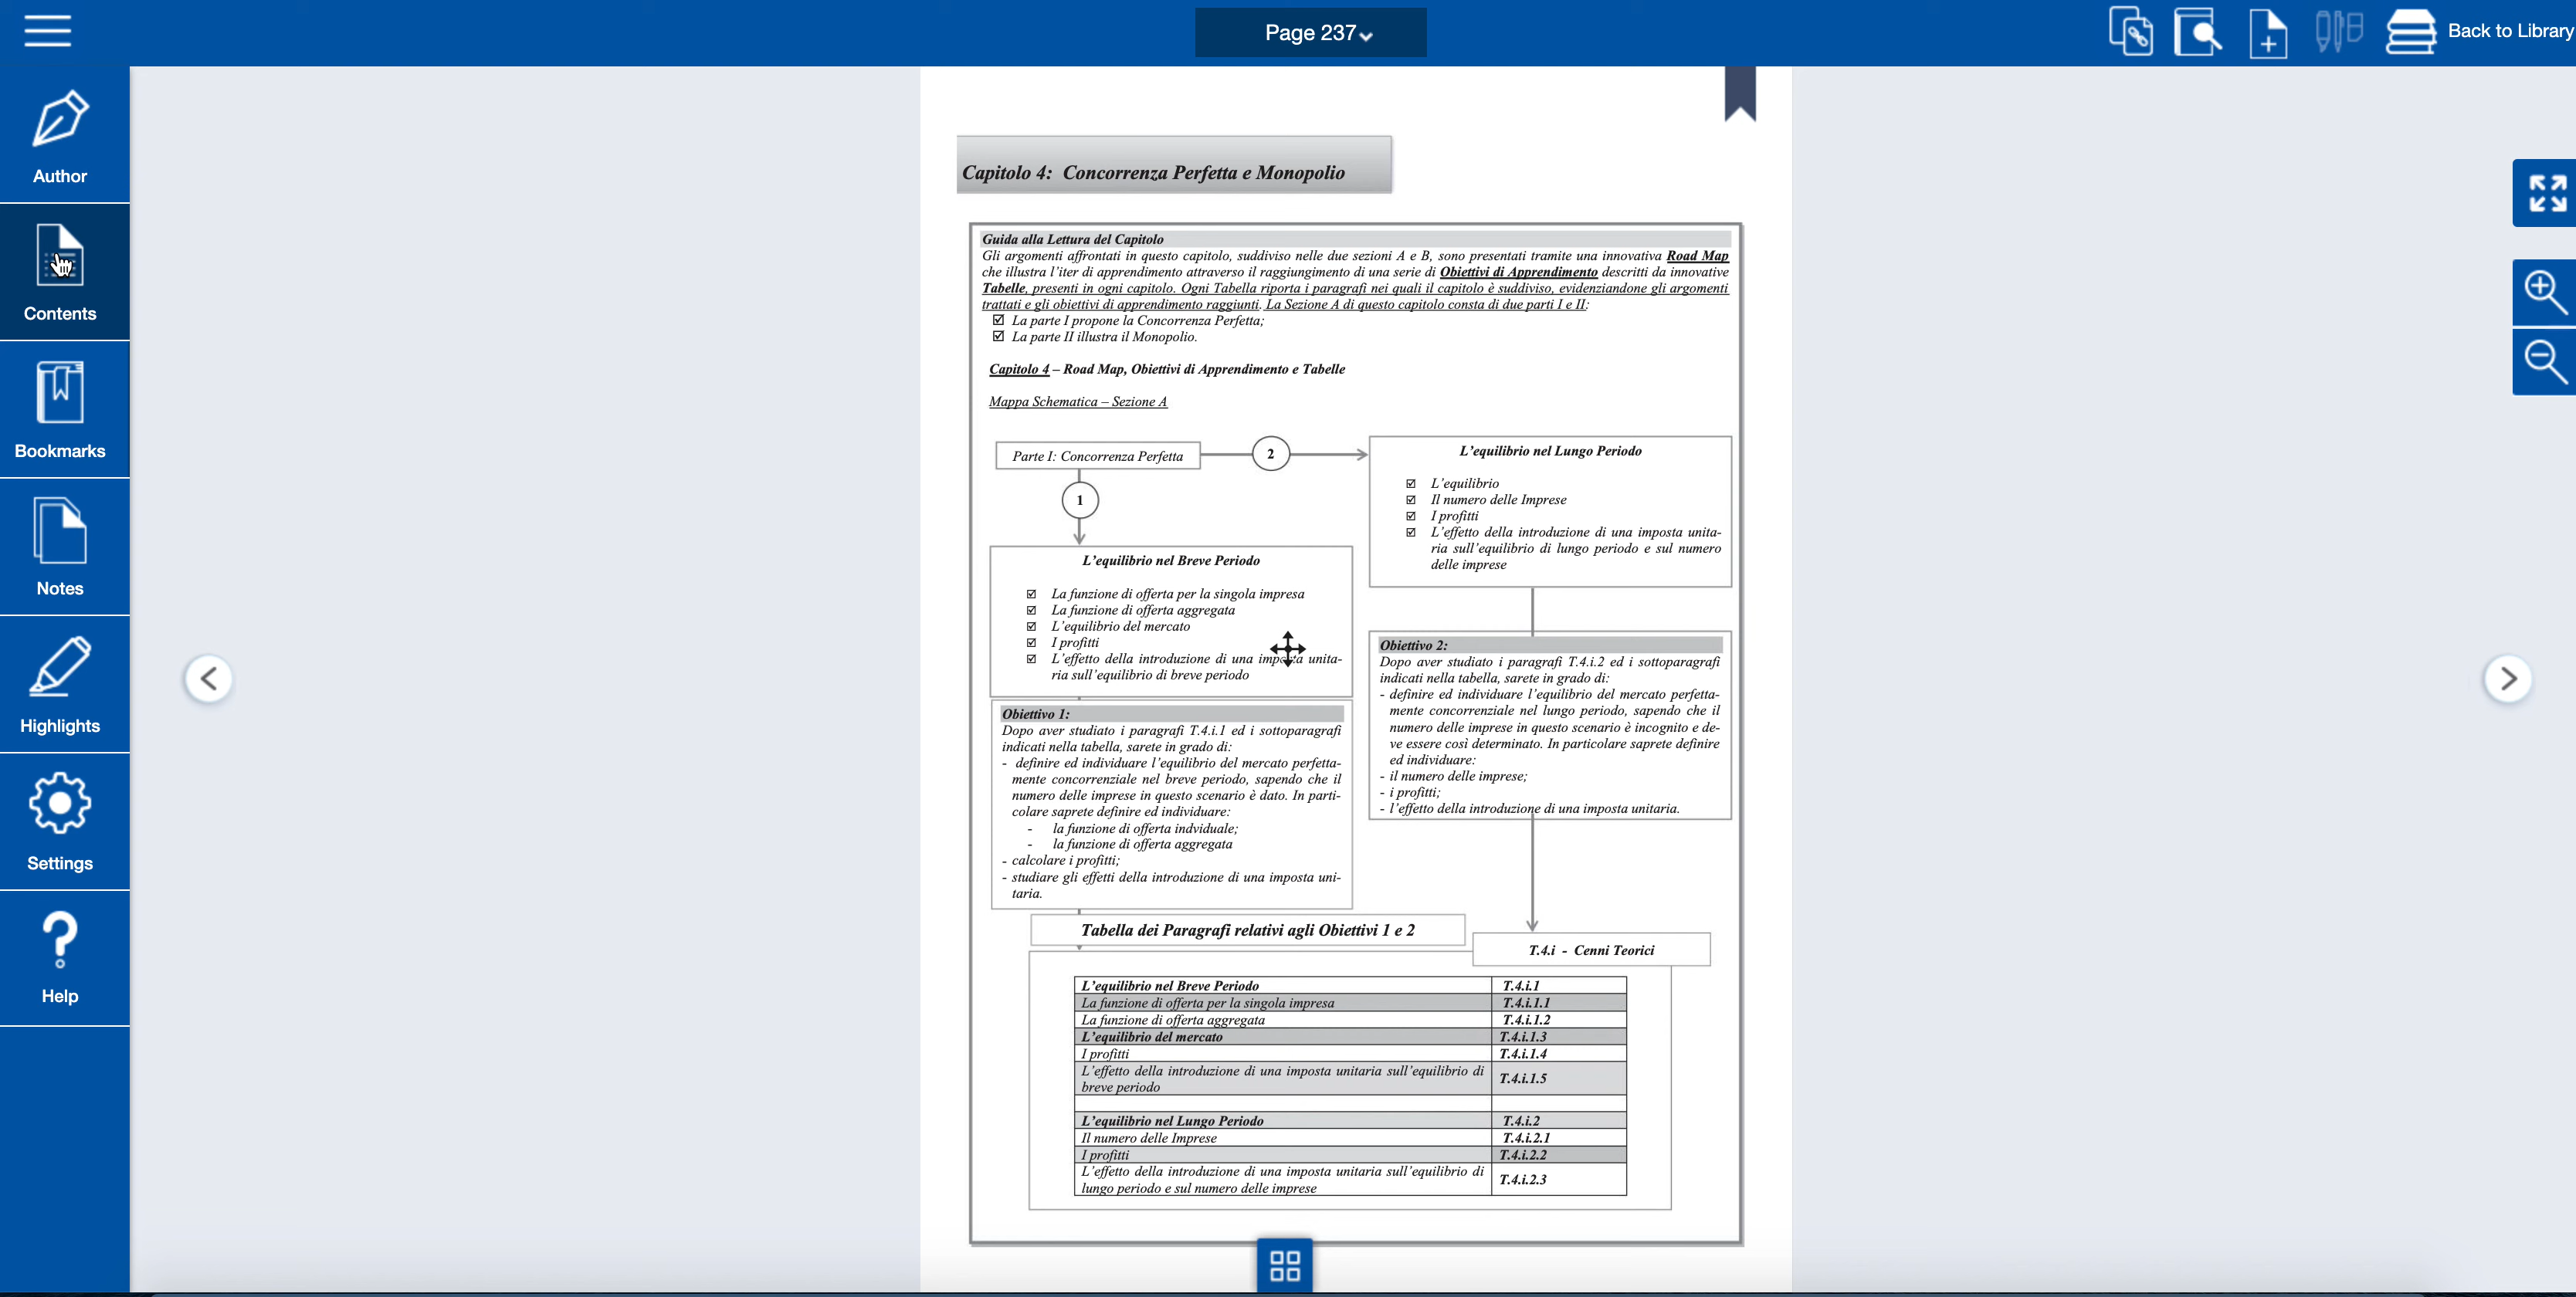 Page 237
Back to Library
Author
Contents
Bookmarks
Notes
Highlights
Settings
Help
Capitolo 4: Concorrenza Perfetta e Monopolio
Guida alla Lettura del Capitolo
Gli argomenti affrontati in questo capitolo, suddiviso nelle due sezioni A e B, sono presentati tramite una innovativa Road Map
che illustra l'iter di apprendimento attraverso il raggiungimento di una serie di Obiettivi di Apprendimento descritti da innovative
Tabelle, presenti in ogni capitolo. Ogni Tabella riporta i paragrafi nei quali il capitolo è suddiviso, evidenziandone gli argomenti
trattati e gli obiettivi di apprendimento raggiunti. La Sezione A di questo capitolo consta di due parti I e II:
La parte I propone la Concorrenza Perfetta;
La parte II illustra il Monopolio.
Capitolo 4 – Road Map, Obiettivi di Apprendimento e Tabelle
Mappa Schematica – Sezione A
Parte I: Concorrenza Perfetta
2
1
L'equilibrio nel Lungo Periodo
L'equilibrio
Il numero delle Imprese
I profitti
L'effetto della introduzione di una imposta unita-
ria sull'equilibrio di lungo periodo e sul numero
delle imprese
L'equilibrio nel Breve Periodo
La funzione di offerta per la singola impresa
La funzione di offerta aggregata
L'equilibrio del mercato
I profitti
L'effetto della introduzione di una imposta unita-
ria sull'equilibrio di breve periodo
Obiettivo 2:
Dopo aver studiato i paragrafi T.4.i.2 ed i sottoparagrafi
indicati nella tabella, sarete in grado di:
- definire ed individuare l'equilibrio del mercato perfetta-
mente concorrenziale nel lungo periodo, sapendo che il
numero delle imprese in questo scenario è incognito e de-
ve essere così determinato. In particolare saprete definire
ed individuare:
- il numero delle imprese;
- i profitti;
- l'effetto della introduzione di una imposta unitaria.
Obiettivo 1:
Dopo aver studiato i paragrafi T.4.i.1 ed i sottoparagrafi
indicati nella tabella, sarete in grado di:
- definire ed individuare l'equilibrio del mercato perfetta-
mente concorrenziale nel breve periodo, sapendo che il
numero delle imprese in questo scenario è dato. In parti-
colare saprete definire ed individuare:
- la funzione di offerta indviduale;
- la funzione di offerta aggregata
- calcolare i profitti;
- studiare gli effetti della introduzione di una imposta uni-
taria.
Tabella dei Paragrafi relativi agli Obiettivi 1 e 2
T.4.i - Cenni Teorici
L'equilibrio nel Breve Periodo T.4.i.1
La funzione di offerta per la singola impresa T.4.i.1.1
La funzione di offerta aggregata T.4.i.1.2
L'equilibrio del mercato T.4.i.1.3
I profitti T.4.i.1.4
L'effetto della introduzione di una imposta unitaria sull'equilibrio di
breve periodo T.4.i.1.5
L'equilibrio nel Lungo Periodo T.4.i.2
Il numero delle Imprese T.4.i.2.1
I profitti T.4.i.2.2
L'effetto della introduzione di una imposta unitaria sull'equilibrio di
lungo periodo e sul numero delle imprese T.4.i.2.3